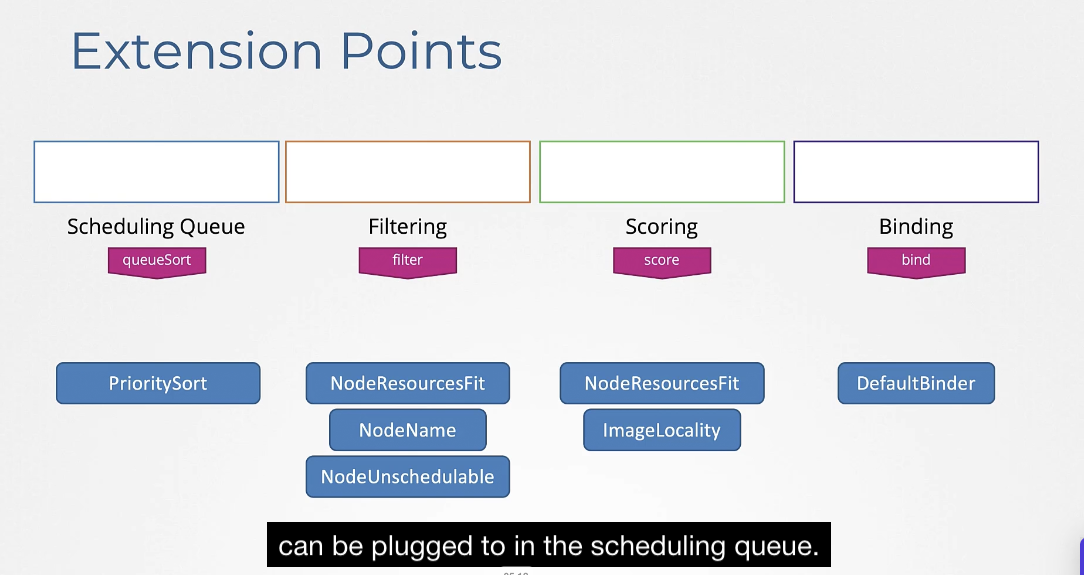 Extension Points
Scheduling Queue
Filtering
Scoring
Binding
queueSort
filter
score
bind
PrioritySort
NodeResourcesFit
NodeResourcesFit
DefaultBinder
NodeName
ImageLocality
NodeUnschedulable
can be plugged to in the scheduling queue.